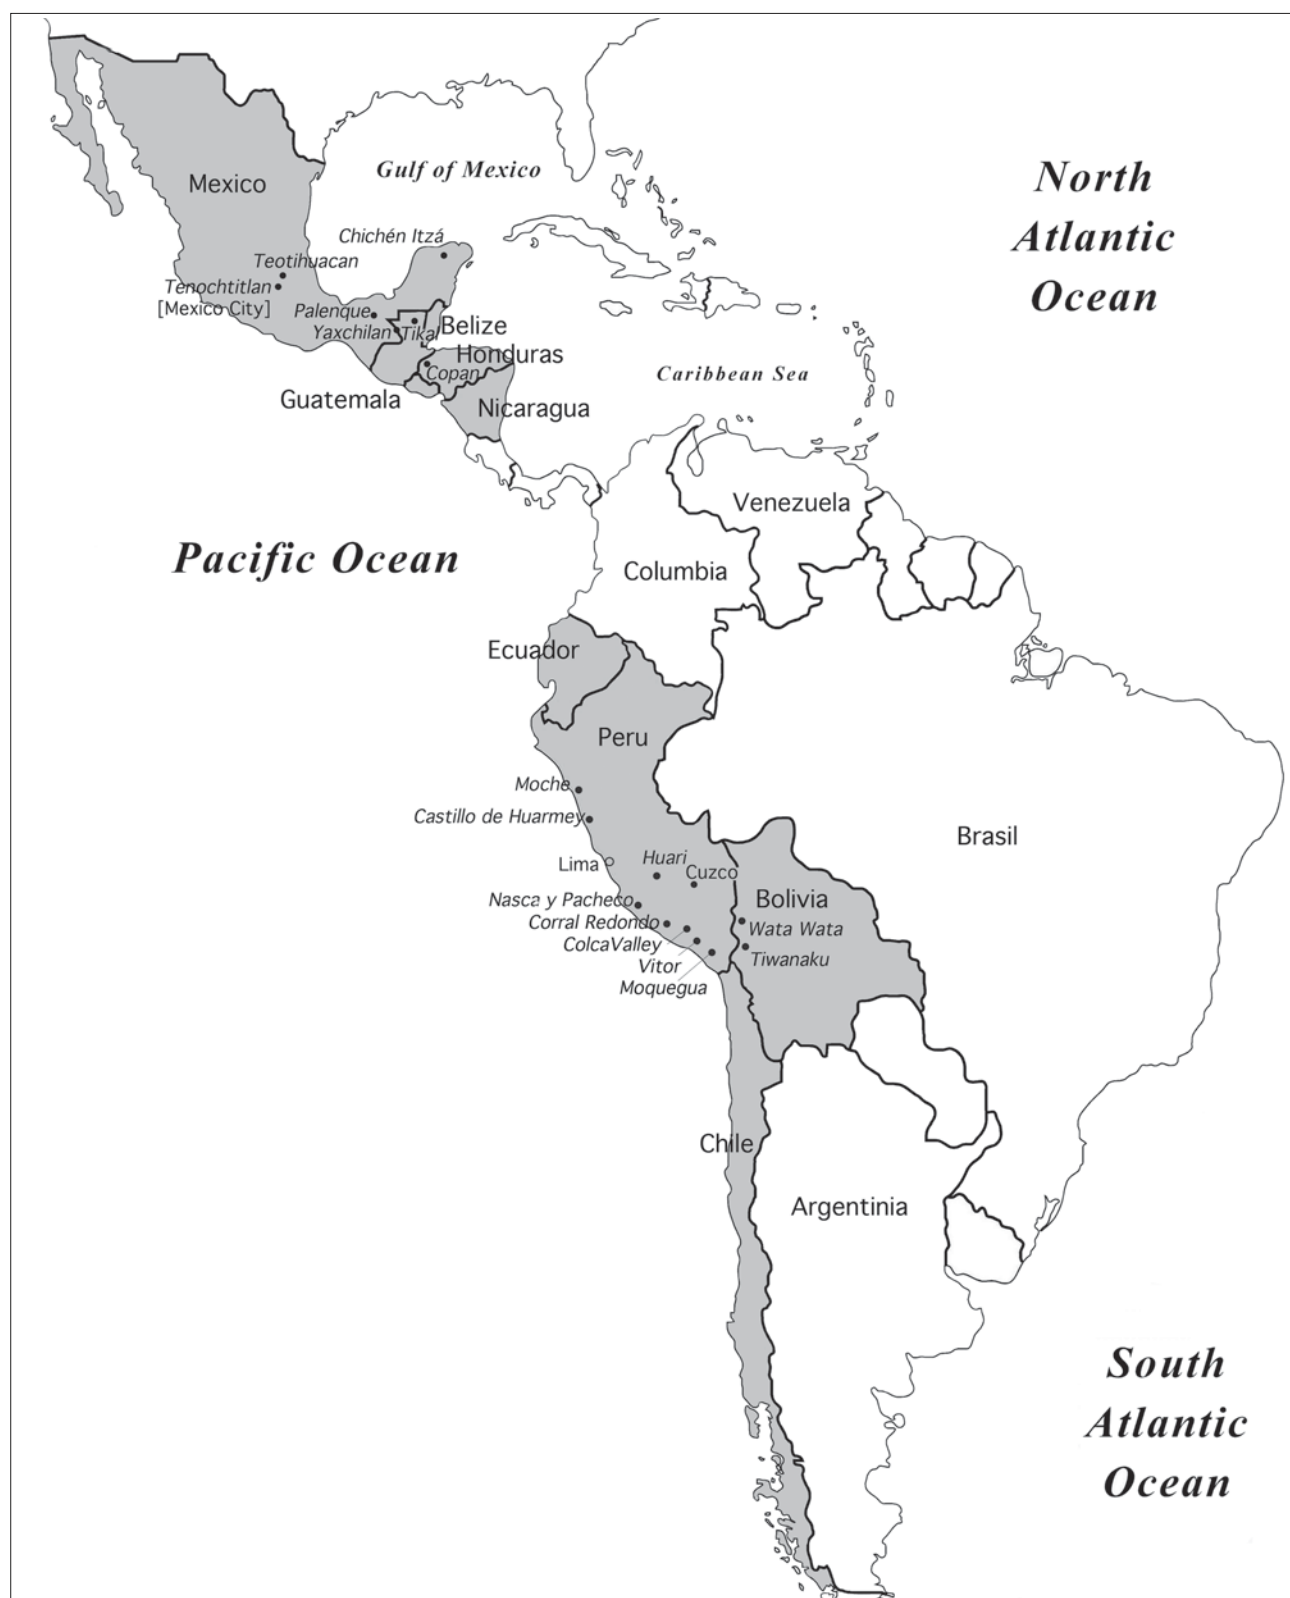 Gulf of Mexico
North
Atlantic
Ocean
Mexico
Chichén Itzá
Teotihuacan
Tenochtitlan
[Mexico City]
Palenque
Yaxchilan
Tikal
Belize
Honduras
Copan
Caribbean Sea
Guatemala
Nicaragua
Venezuela
Pacific Ocean
Columbia
Ecuador
Peru
Moche
Castillo de Huarmey
Brasil
Lima
Huari
Cuzco
Bolivia
Nasca y Pacheco
Corral Redondo
Wata Wata
ColcaValley
Tiwanaku
Vitor
Moquegua
Chile
Argentinia
South
Atlantic
Ocean